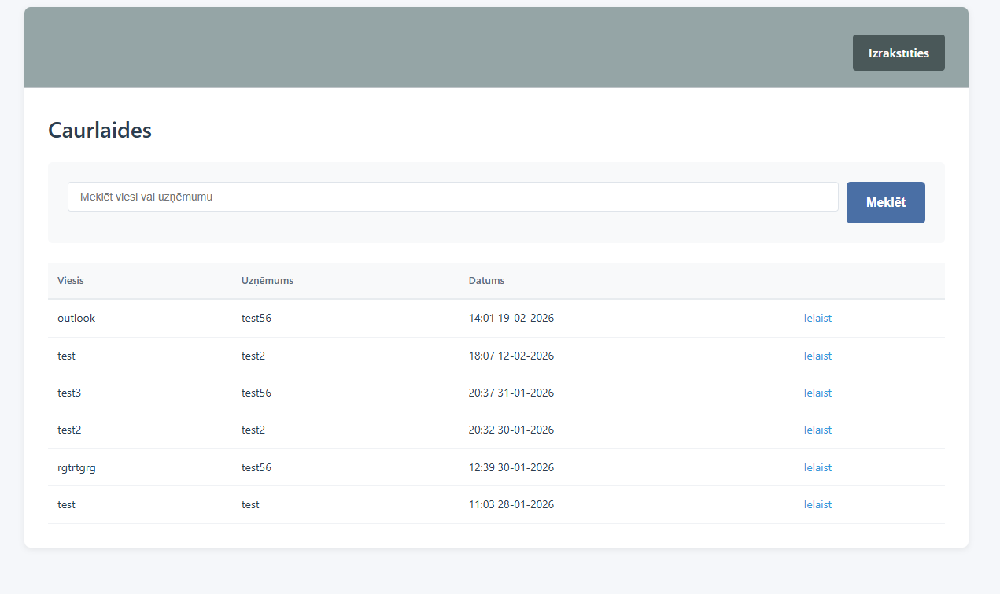 Izrakstīties
Caurlaides
Meklēt viesi vai uzņēmumu
Meklēt
Viesis Uzņēmums Datums
outlook test56 14:01 19-02-2026 Ielaist
test test2 18:07 12-02-2026 Ielaist
test3 test56 20:37 31-01-2026 Ielaist
test2 test2 20:32 30-01-2026 Ielaist
rgtrtgrg test56 12:39 30-01-2026 Ielaist
test test 11:03 28-01-2026 Ielaist